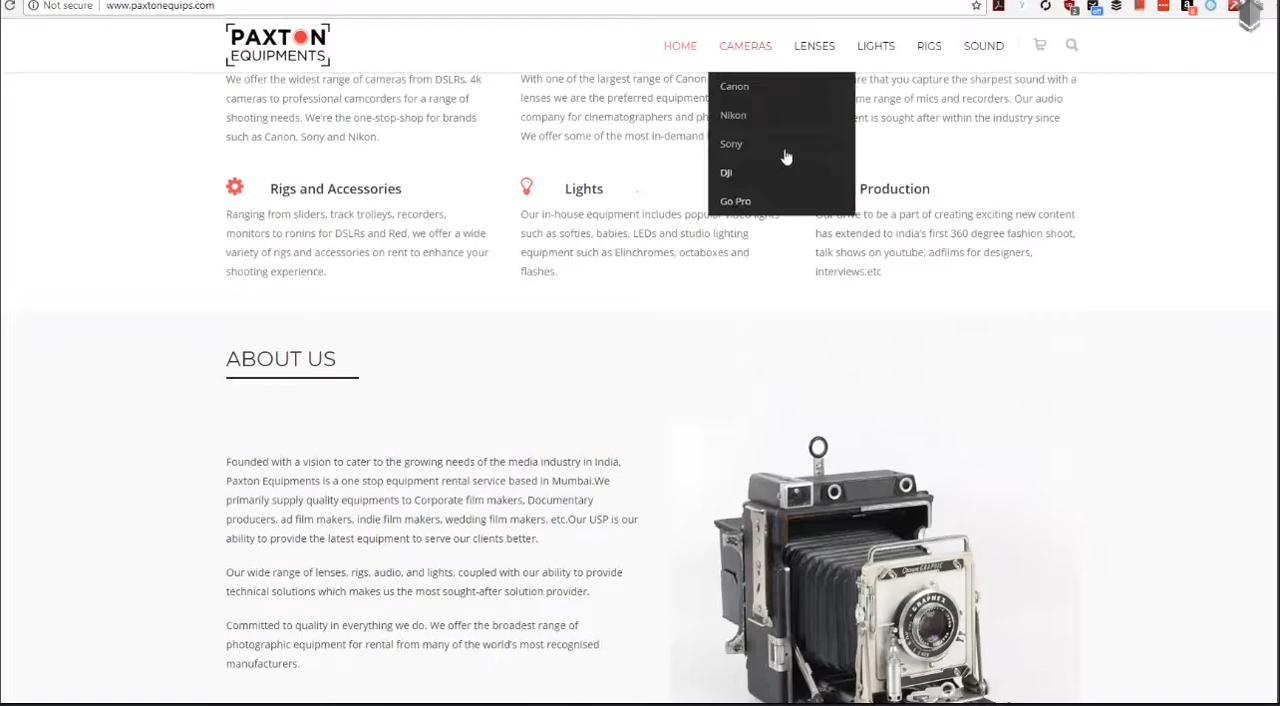 Not secure | www.paxtonequips.com
PAXTON
EQUIPMENTS
HOME CAMERAS LENSES LIGHTS RIGS SOUND
We offer the widest range of cameras from DSLRs, 4k
cameras to professional camcorders for a range of
shooting needs. We're the one-stop-shop for brands
such as Canon, Sony and Nikon.
With one of the largest range of Canon
lenses we are the preferred equipment
company for cinematographers and ph
We offer some of the most in-demand
Canon
Nikon
Sony
DJI
Go Pro
re that you capture the sharpest sound with a
me range of mics and recorders. Our audio
ent is sought after within the industry since
Rigs and Accessories
Ranging from sliders, track trolleys, recorders,
monitors to ronins for DSLRs and Red, we offer a wide
variety of rigs and accessories on rent to enhance your
shooting experience.
Lights
Our in-house equipment includes popular video lights
such as softies, babies, LEDs and studio lighting
equipment such as Elinchromes, octaboxes and
flashes.
Production
Our drive to be a part of creating exciting new content
has extended to india's first 360 degree fashion shoot,
talk shows on youtube, adfilms for designers,
interviews.etc
ABOUT US
Founded with a vision to cater to the growing needs of the media industry in India,
Paxton Equipments is a one stop equipment rental service based in Mumbai.We
primarily supply quality equipments to Corporate film makers, Documentary
producers, ad film makers, indie film makers, wedding film makers, etc.Our USP is our
ability to provide the latest equipment to serve our clients better.
Our wide range of lenses, rigs, audio, and lights, coupled with our ability to provide
technical solutions which makes us the most sought-after solution provider.
Committed to quality in everything we do. We offer the broadest range of
photographic equipment for rental from many of the world's most recognised
manufacturers.
GRAPHEX